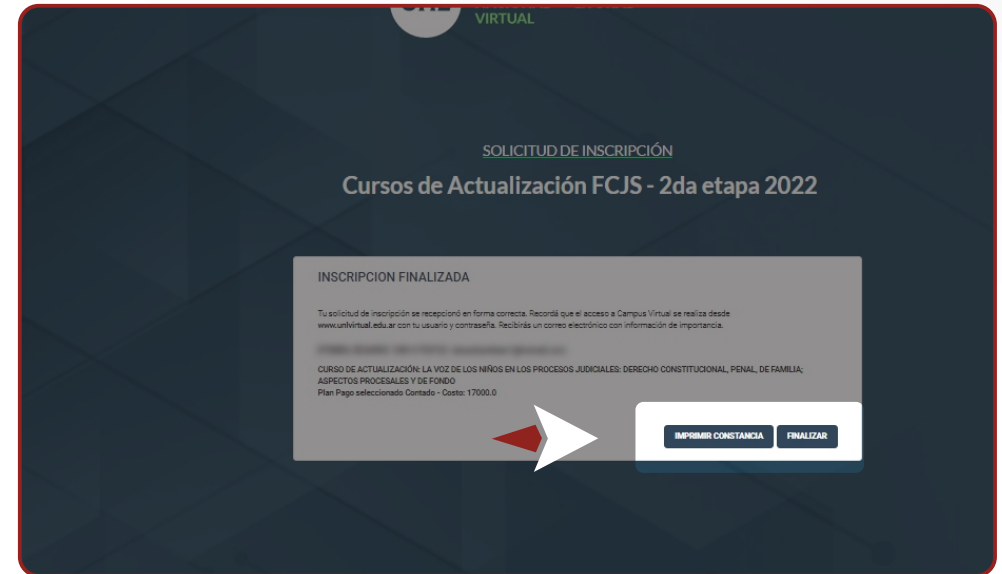 VIRTUAL
SOLICITUD DE INSCRIPCIÓN
Cursos de Actualización FCJS - 2da etapa 2022
INSCRIPCION FINALIZADA
Tu solicitud de inscripción se recepcionó en forma correcta. Recordá que el acceso a Campus Virtual se realiza desde
www.unlvirtual.edu.ar con tu usuario y contraseña. Recibirás un correo electrónico con información de importancia.
CURSO DE ACTUALIZACIÓN: LA VOZ DE LOS NIÑOS EN LOS PROCESOS JUDICIALES: DERECHO CONSTITUCIONAL, PENAL, DE FAMILIA;
ASPECTOS PROCESALES Y DE FONDO
Plan Pago seleccionado Contado - Costo: 17000.0
IMPRIMIR CONSTANCIA FINALIZAR